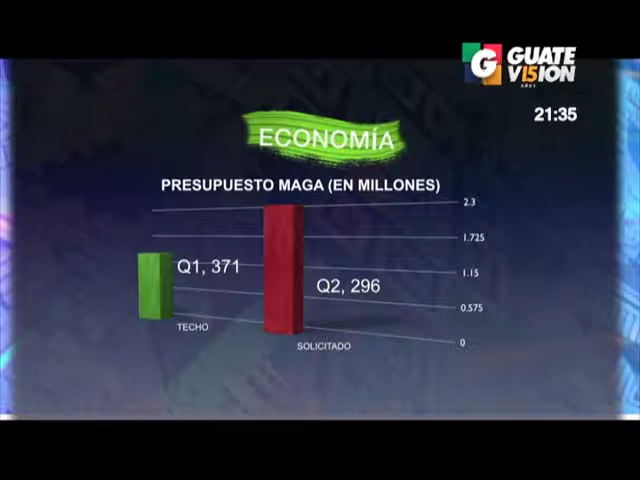 G GUATE
V15ION
AÑOS
21:35
ECONOMÍA
PRESUPUESTO MAGA (EN MILLONES)
2.3
1.725
Q1, 371
1.15
Q2, 296
0.575
TECHO
0
SOLICITADO